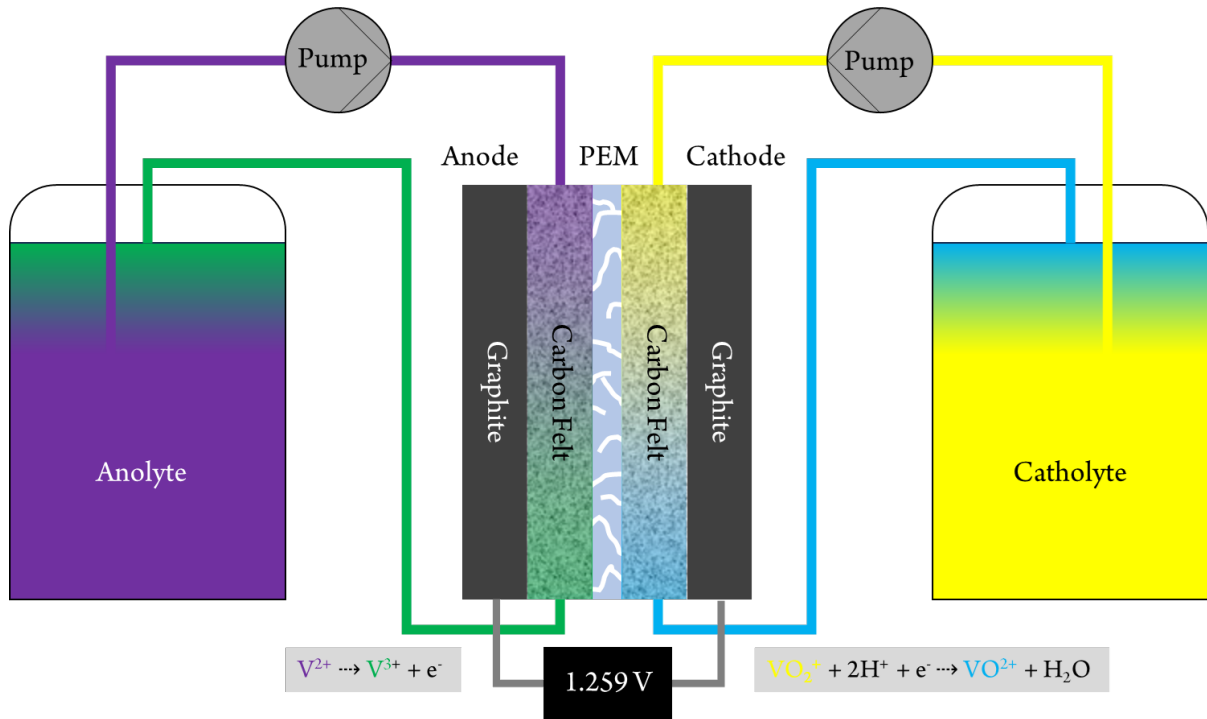 Pump
Pump
Anode
PEM
Cathode
Graphite
Carbon Felt
Carbon Felt
Graphite
Anolyte
Catholyte
V²⁺ ⇢ V³⁺ + e⁻
1.259 V
VO₂⁺ + 2H⁺ + e⁻ ⇢ VO²⁺ + H₂O